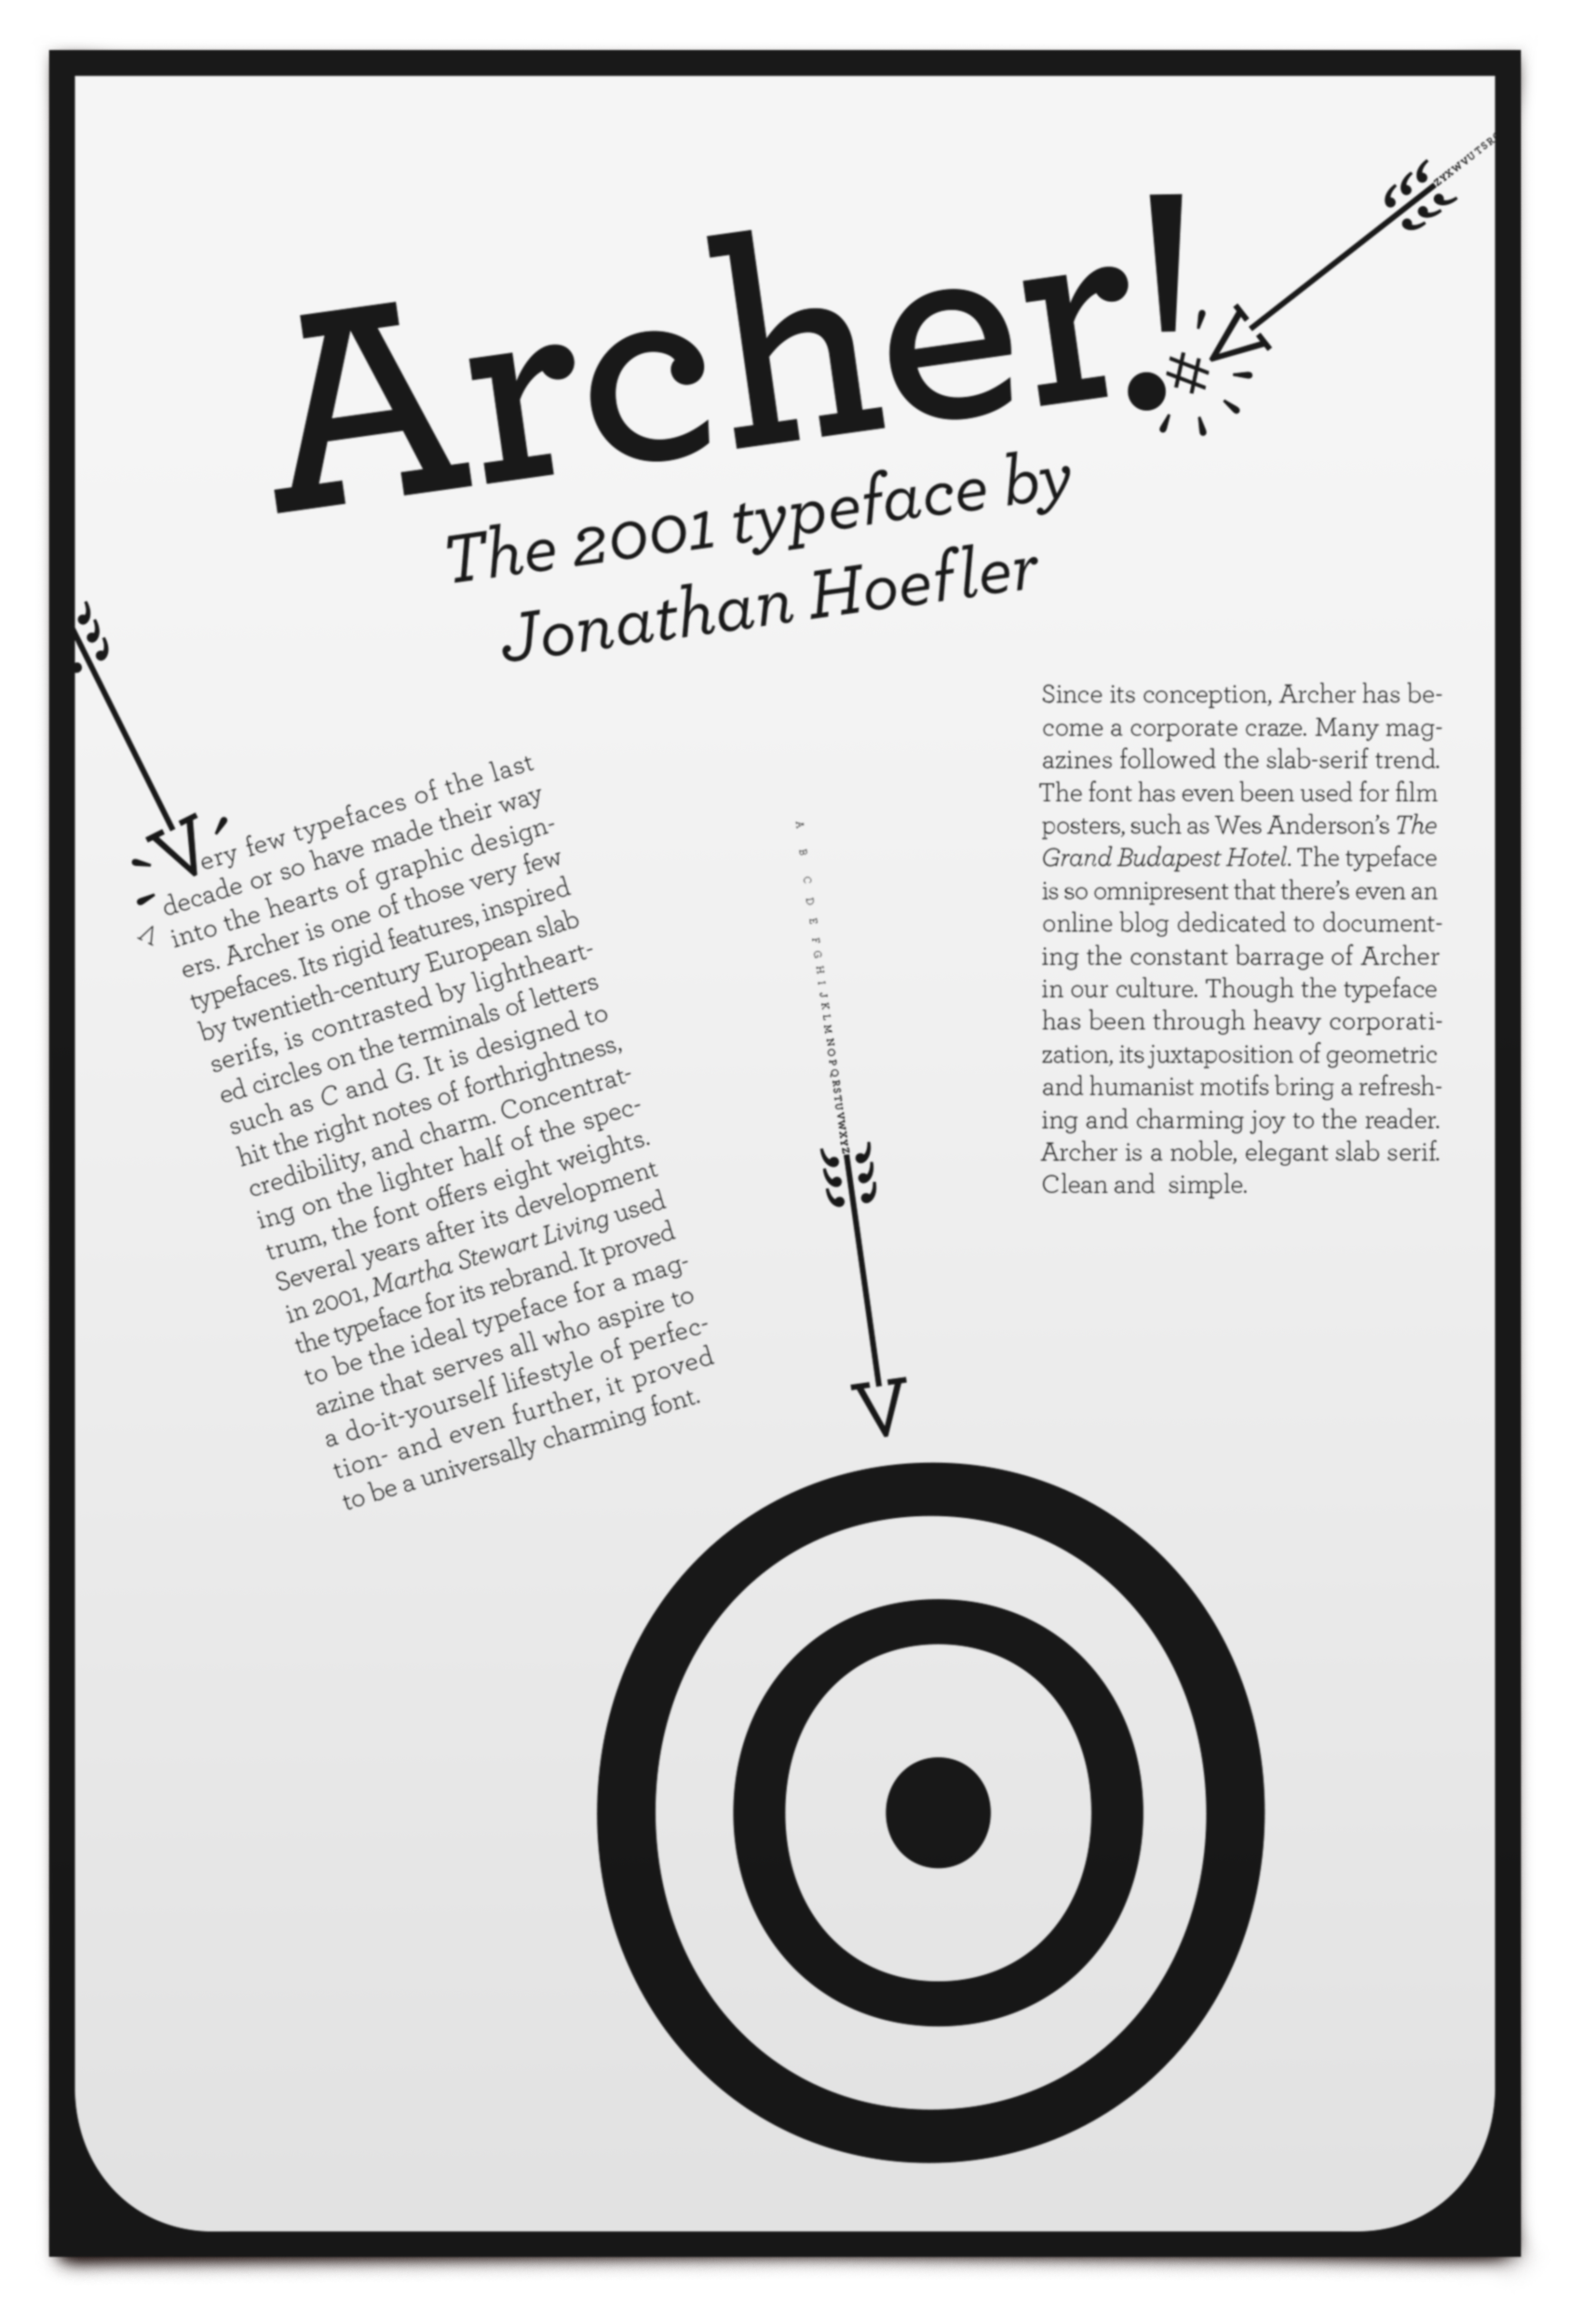 Archer!
#
ZYXWVUTSR
The 2001 typeface by
Jonathan Hoefler
Very few typefaces of the last
decade or so have made their way
into the hearts of graphic design-
ers. Archer is one of those very few
typefaces. Its rigid features, inspired
by twentieth-century European slab
serifs, is contrasted by lightheart-
ed circles on the terminals of letters
such as C and G. It is designed to
hit the right notes of forthrightness,
credibility, and charm. Concentrat-
ing on the lighter half of the spec-
trum, the font offers eight weights.
Several years after its development
in 2001, Martha Stewart Living used
the typeface for its rebrand. It proved
to be the ideal typeface for a mag-
azine that serves all who aspire to
a do-it-yourself lifestyle of perfec-
tion- and even further, it proved
to be a universally charming font.
A B C D E F G H I J K L M N O P Q R S T U V W X Y Z
V
Since its conception, Archer has be-
come a corporate craze. Many mag-
azines followed the slab-serif trend.
The font has even been used for film
posters, such as Wes Anderson’s The
Grand Budapest Hotel. The typeface
is so omnipresent that there’s even an
online blog dedicated to document-
ing the constant barrage of Archer
in our culture. Though the typeface
has been through heavy corporati-
zation, its juxtaposition of geometric
and humanist motifs bring a refresh-
ing and charming joy to the reader.
Archer is a noble, elegant slab serif.
Clean and simple.